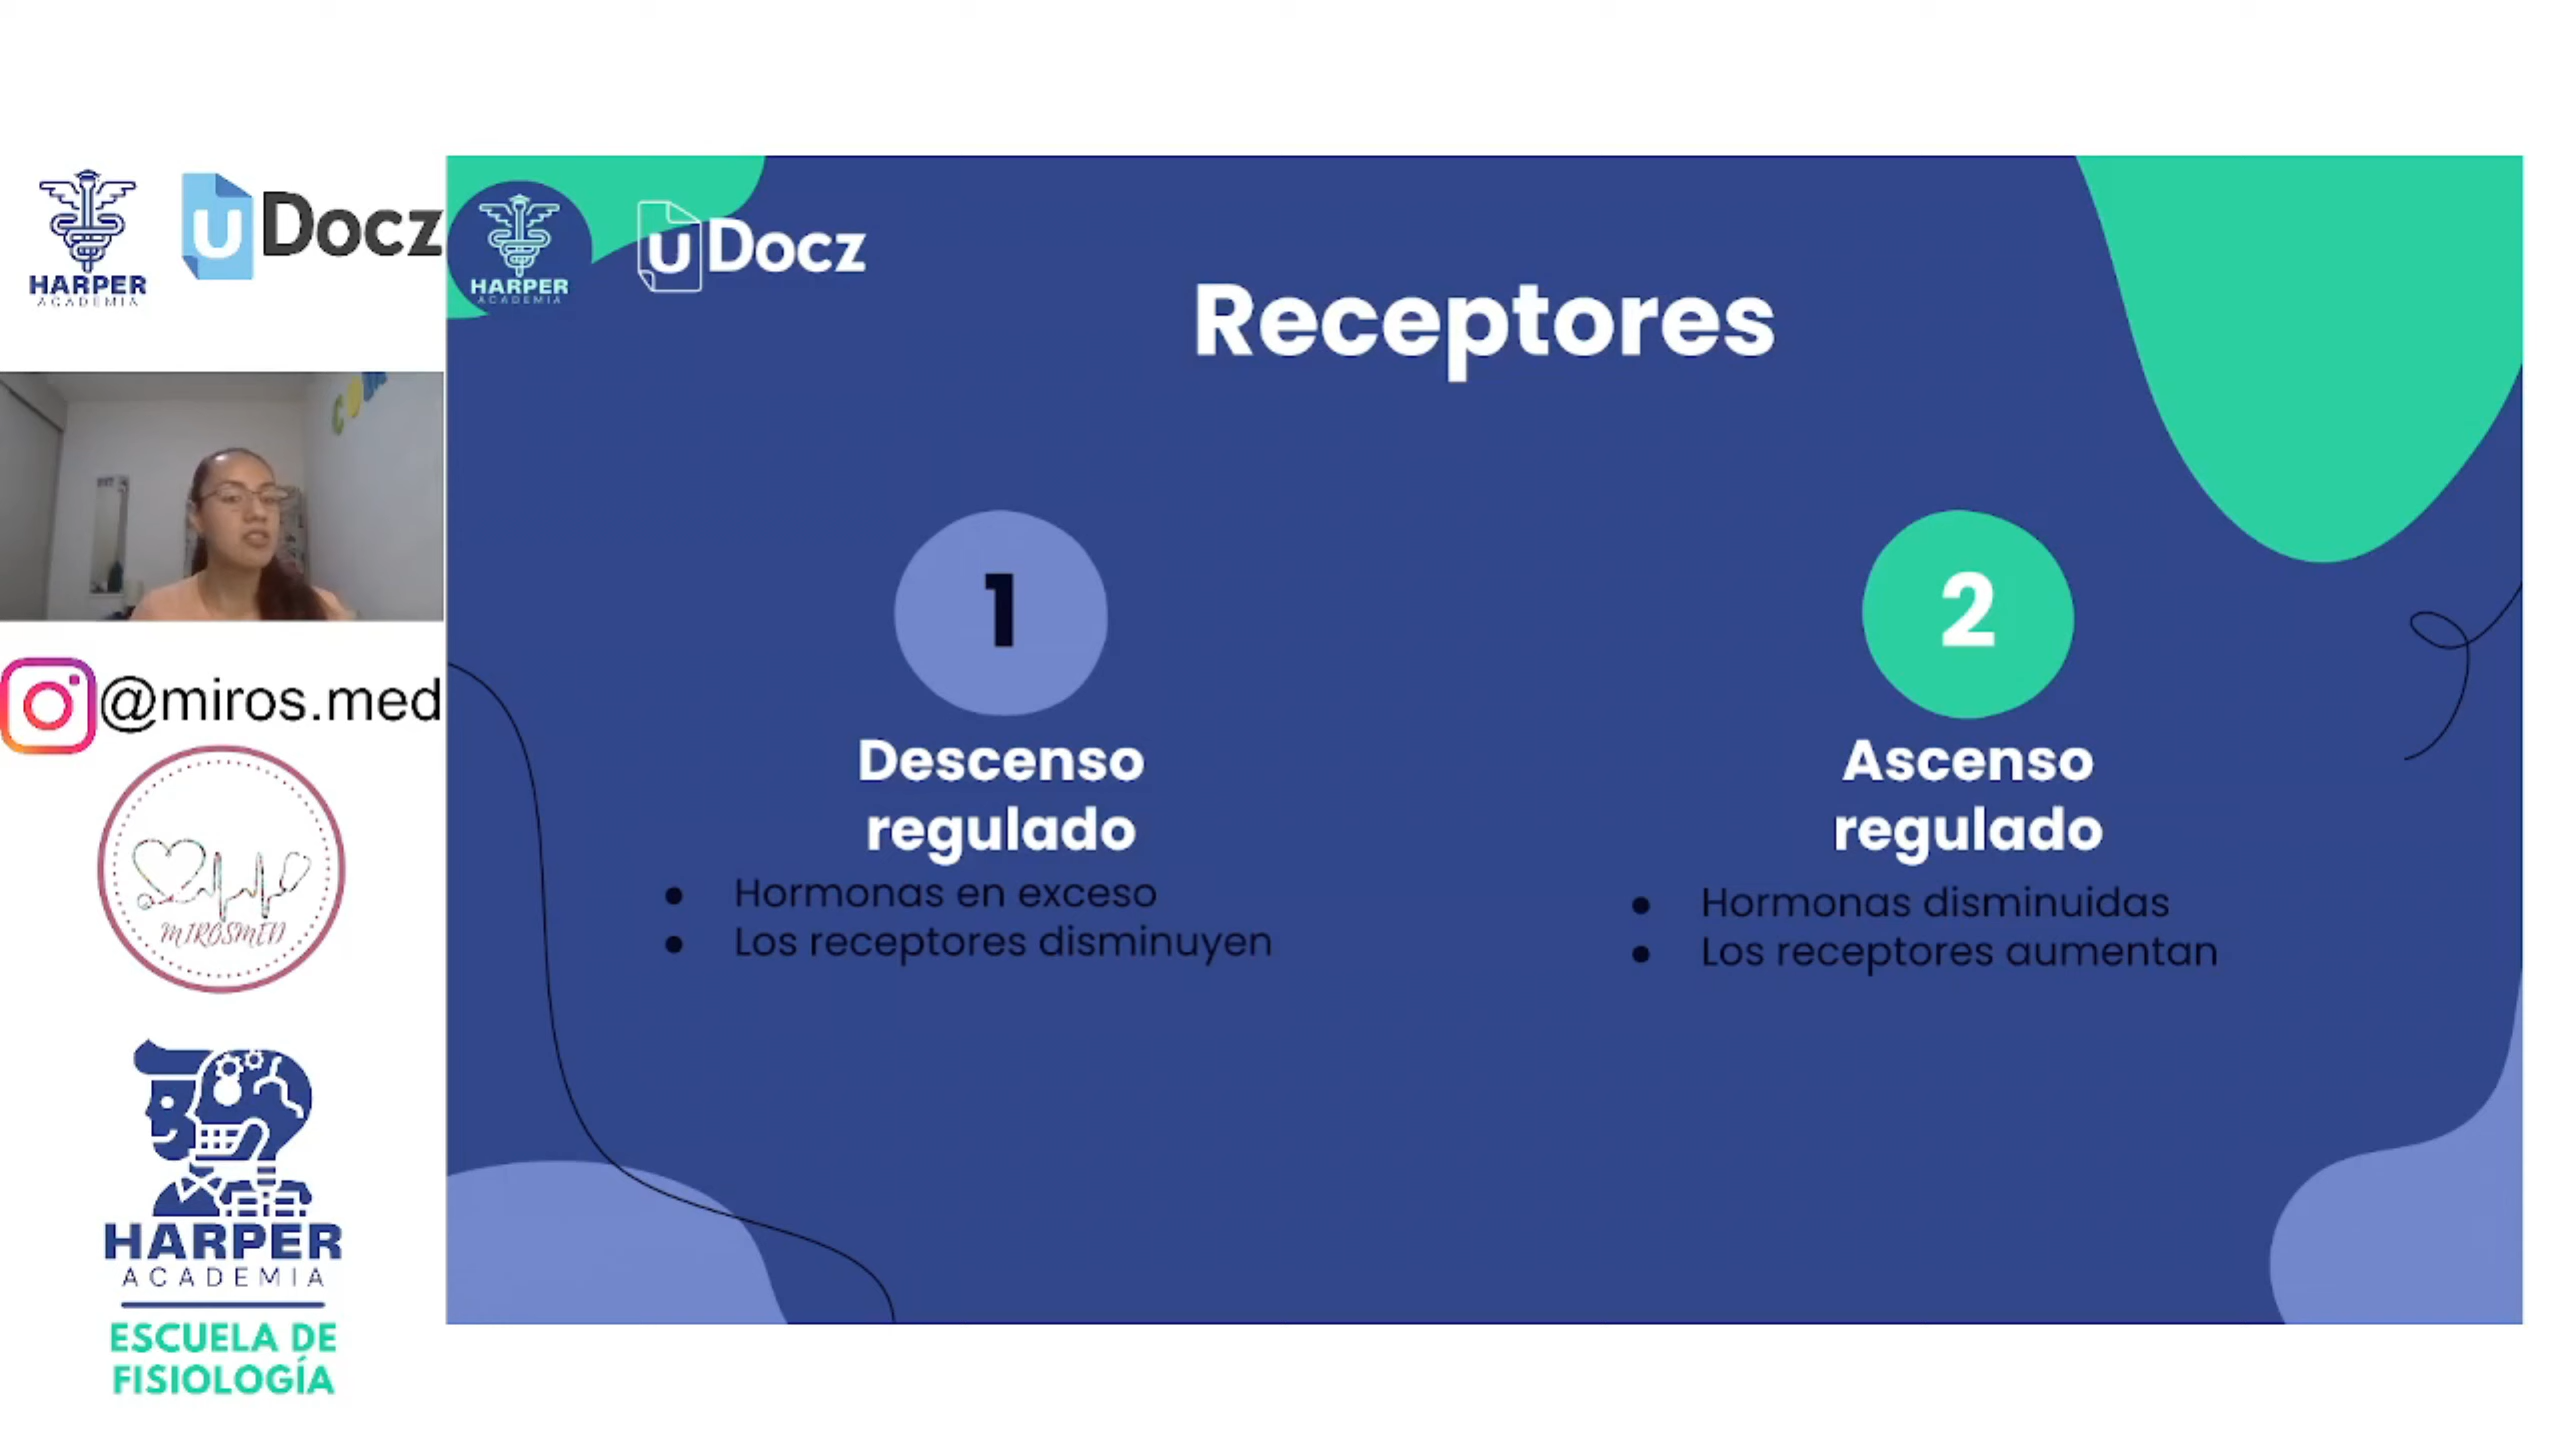 HARPER
ACADEMIA
uDocz
HARPER
ACADEMIA
uDocz
Receptores
1
Descenso
regulado
● Hormonas en exceso
● Los receptores disminuyen
2
Ascenso
regulado
● Hormonas disminuidas
● Los receptores aumentan
@miros.med
MIROSMED
HARPER
ACADEMIA
ESCUELA DE
FISIOLOGÍA